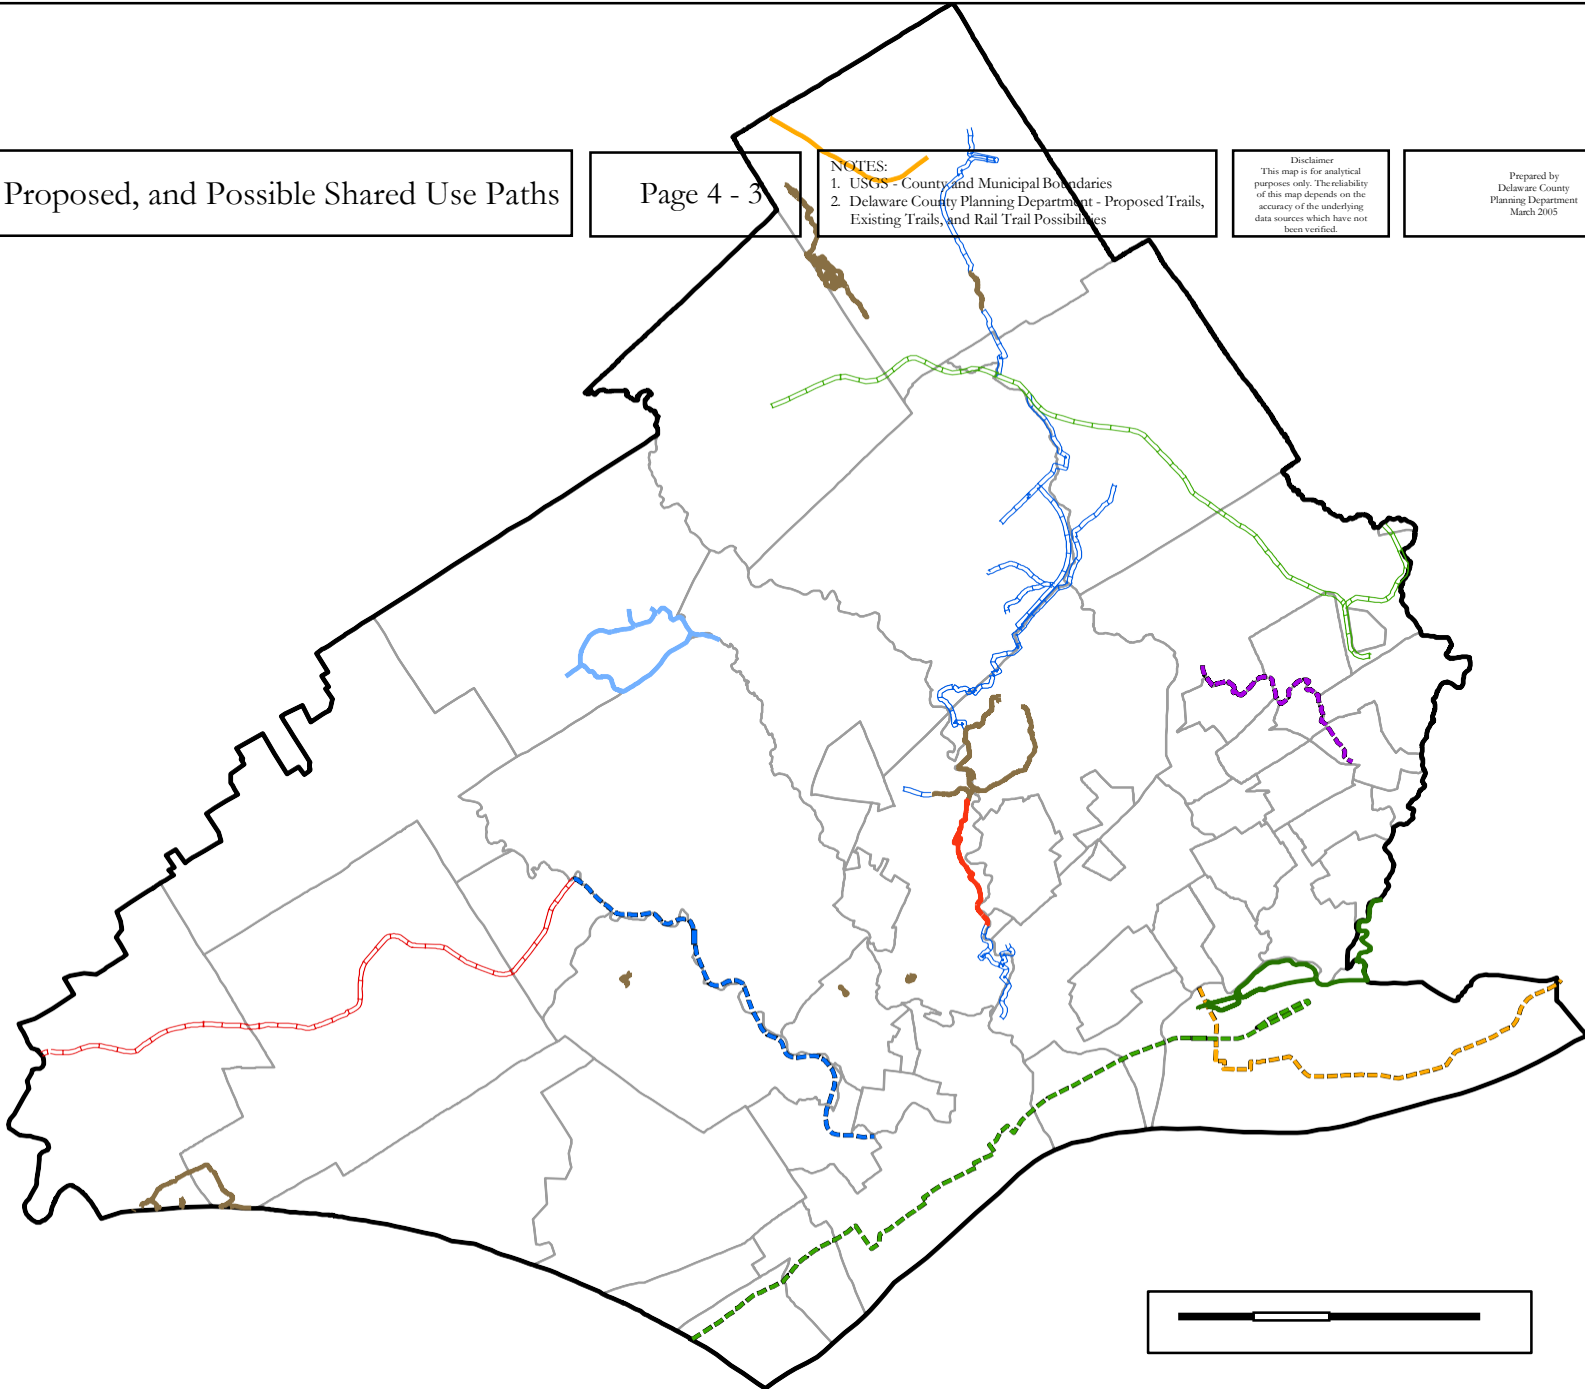 Proposed, and Possible Shared Use Paths
Page 4 - 3
NOTES:
1. USGS - County and Municipal Boundaries
2. Delaware County Planning Department - Proposed Trails,
Existing Trails, and Rail Trail Possibilities
Disclaimer
This map is for analytical
purposes only. The reliability
of this map depends on the
accuracy of the underlying
data sources which have not
been verified.
Prepared by
Delaware County
Planning Department
March 2005